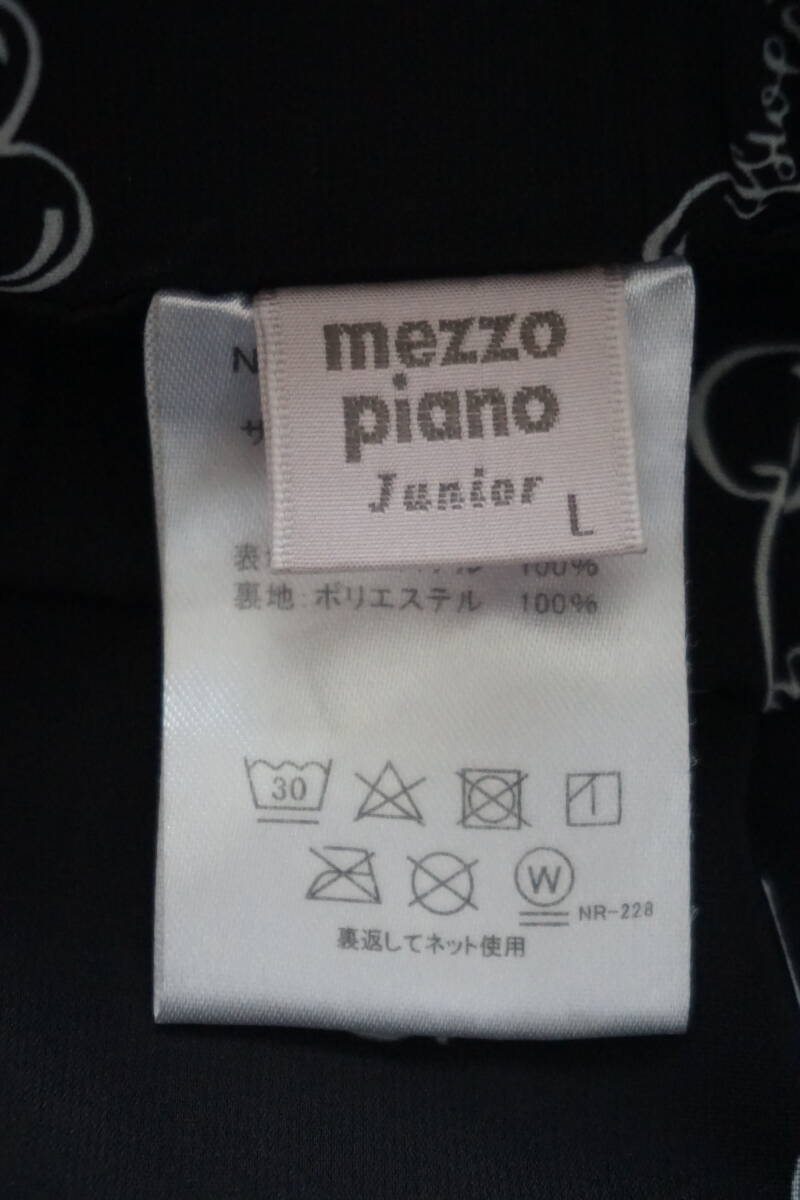 mezzo
piano
Junior
L
N
サ
100%
裏地:ポリエステル 100%
30
W
NR-228
裏返してネット使用